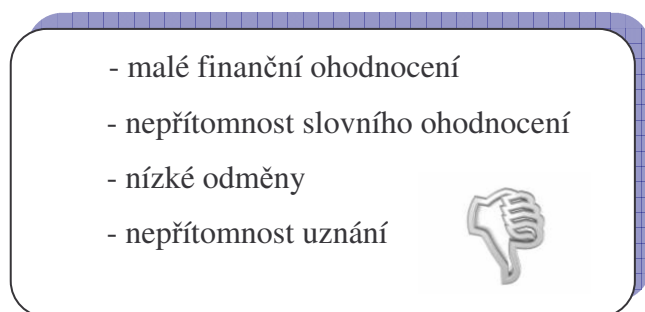 - malé finanční ohodnocení
- nepřítomnost slovního ohodnocení
- nízké odměny
- nepřítomnost uznání